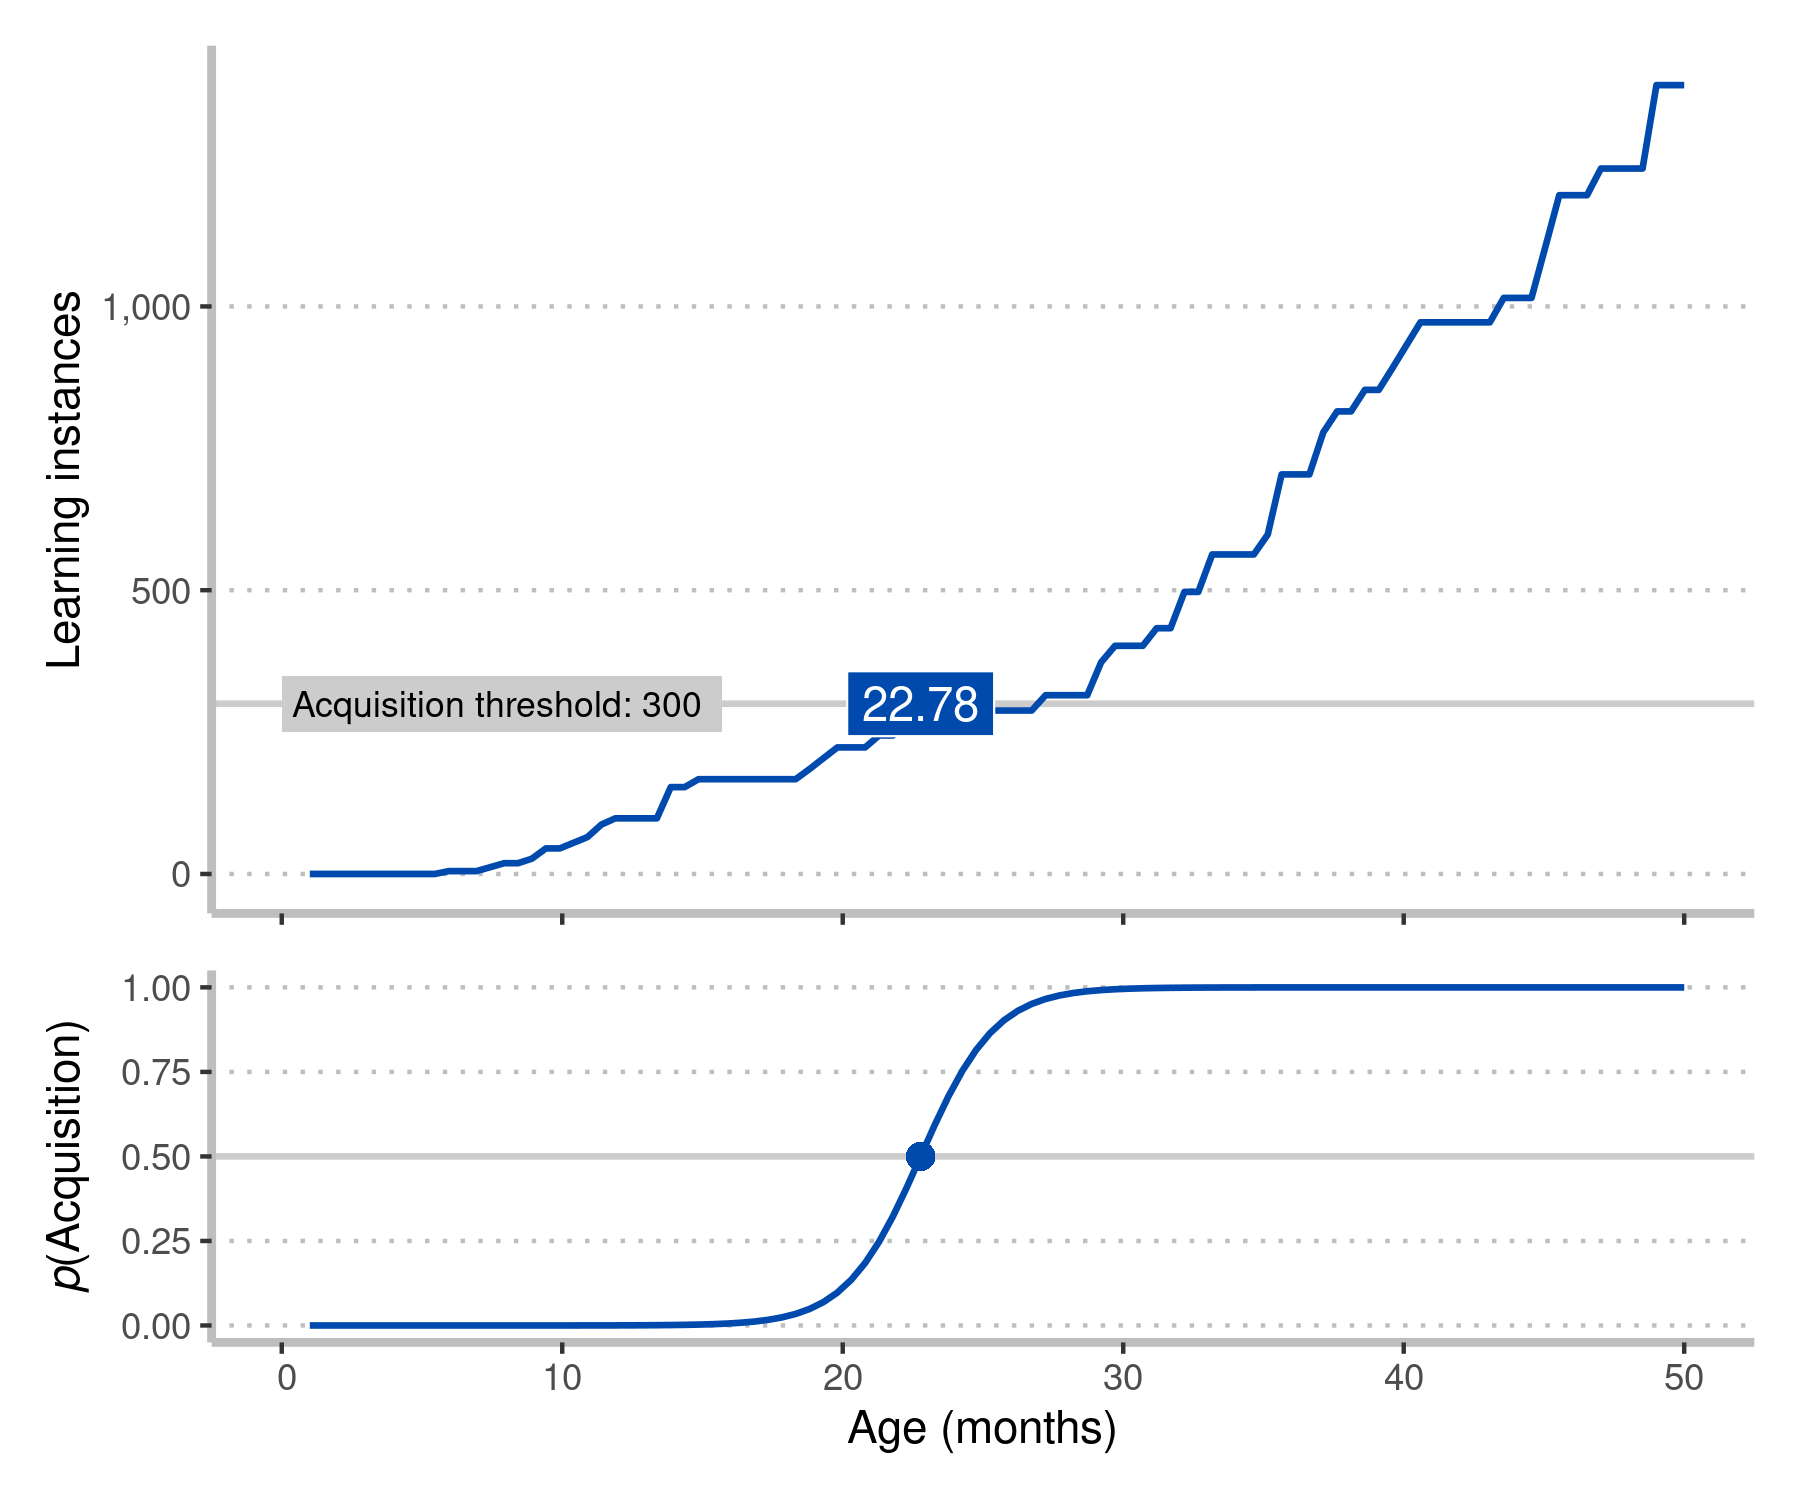 Learning instances
1,000
500
0
Acquisition threshold: 300
22.78
p(Acquisition)
1.00
0.75
0.50
0.25
0.00
0 10 20 30 40 50
Age (months)